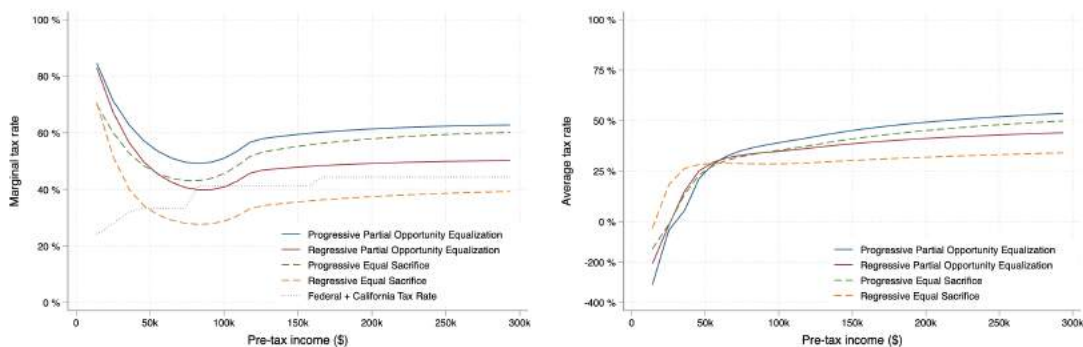 Marginal tax rate
100 %
80 %
60 %
40 %
20 %
0 %
Progressive Partial Opportunity Equalization
Regressive Partial Opportunity Equalization
Progressive Equal Sacrifice
Regressive Equal Sacrifice
Federal + California Tax Rate
0 50k 100k 150k 200k 250k 300k
Pre-tax income ($)
Average tax rate
100 %
75 %
50 %
25 %
0 %
-200 %
-400 %
Progressive Partial Opportunity Equalization
Regressive Partial Opportunity Equalization
Progressive Equal Sacrifice
Regressive Equal Sacrifice
0 50k 100k 150k 200k 250k 300k
Pre-tax income ($)